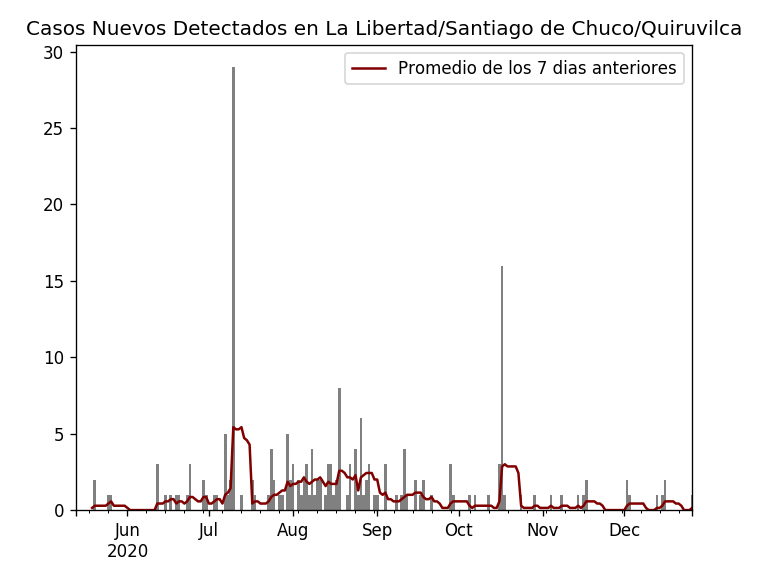 Casos Nuevos Detectados en La Libertad/Santiago de Chuco/Quiruvilca
Promedio de los 7 dias anteriores
30
25
20
15
10
5
0
Jun Jul Aug Sep Oct Nov Dec
2020